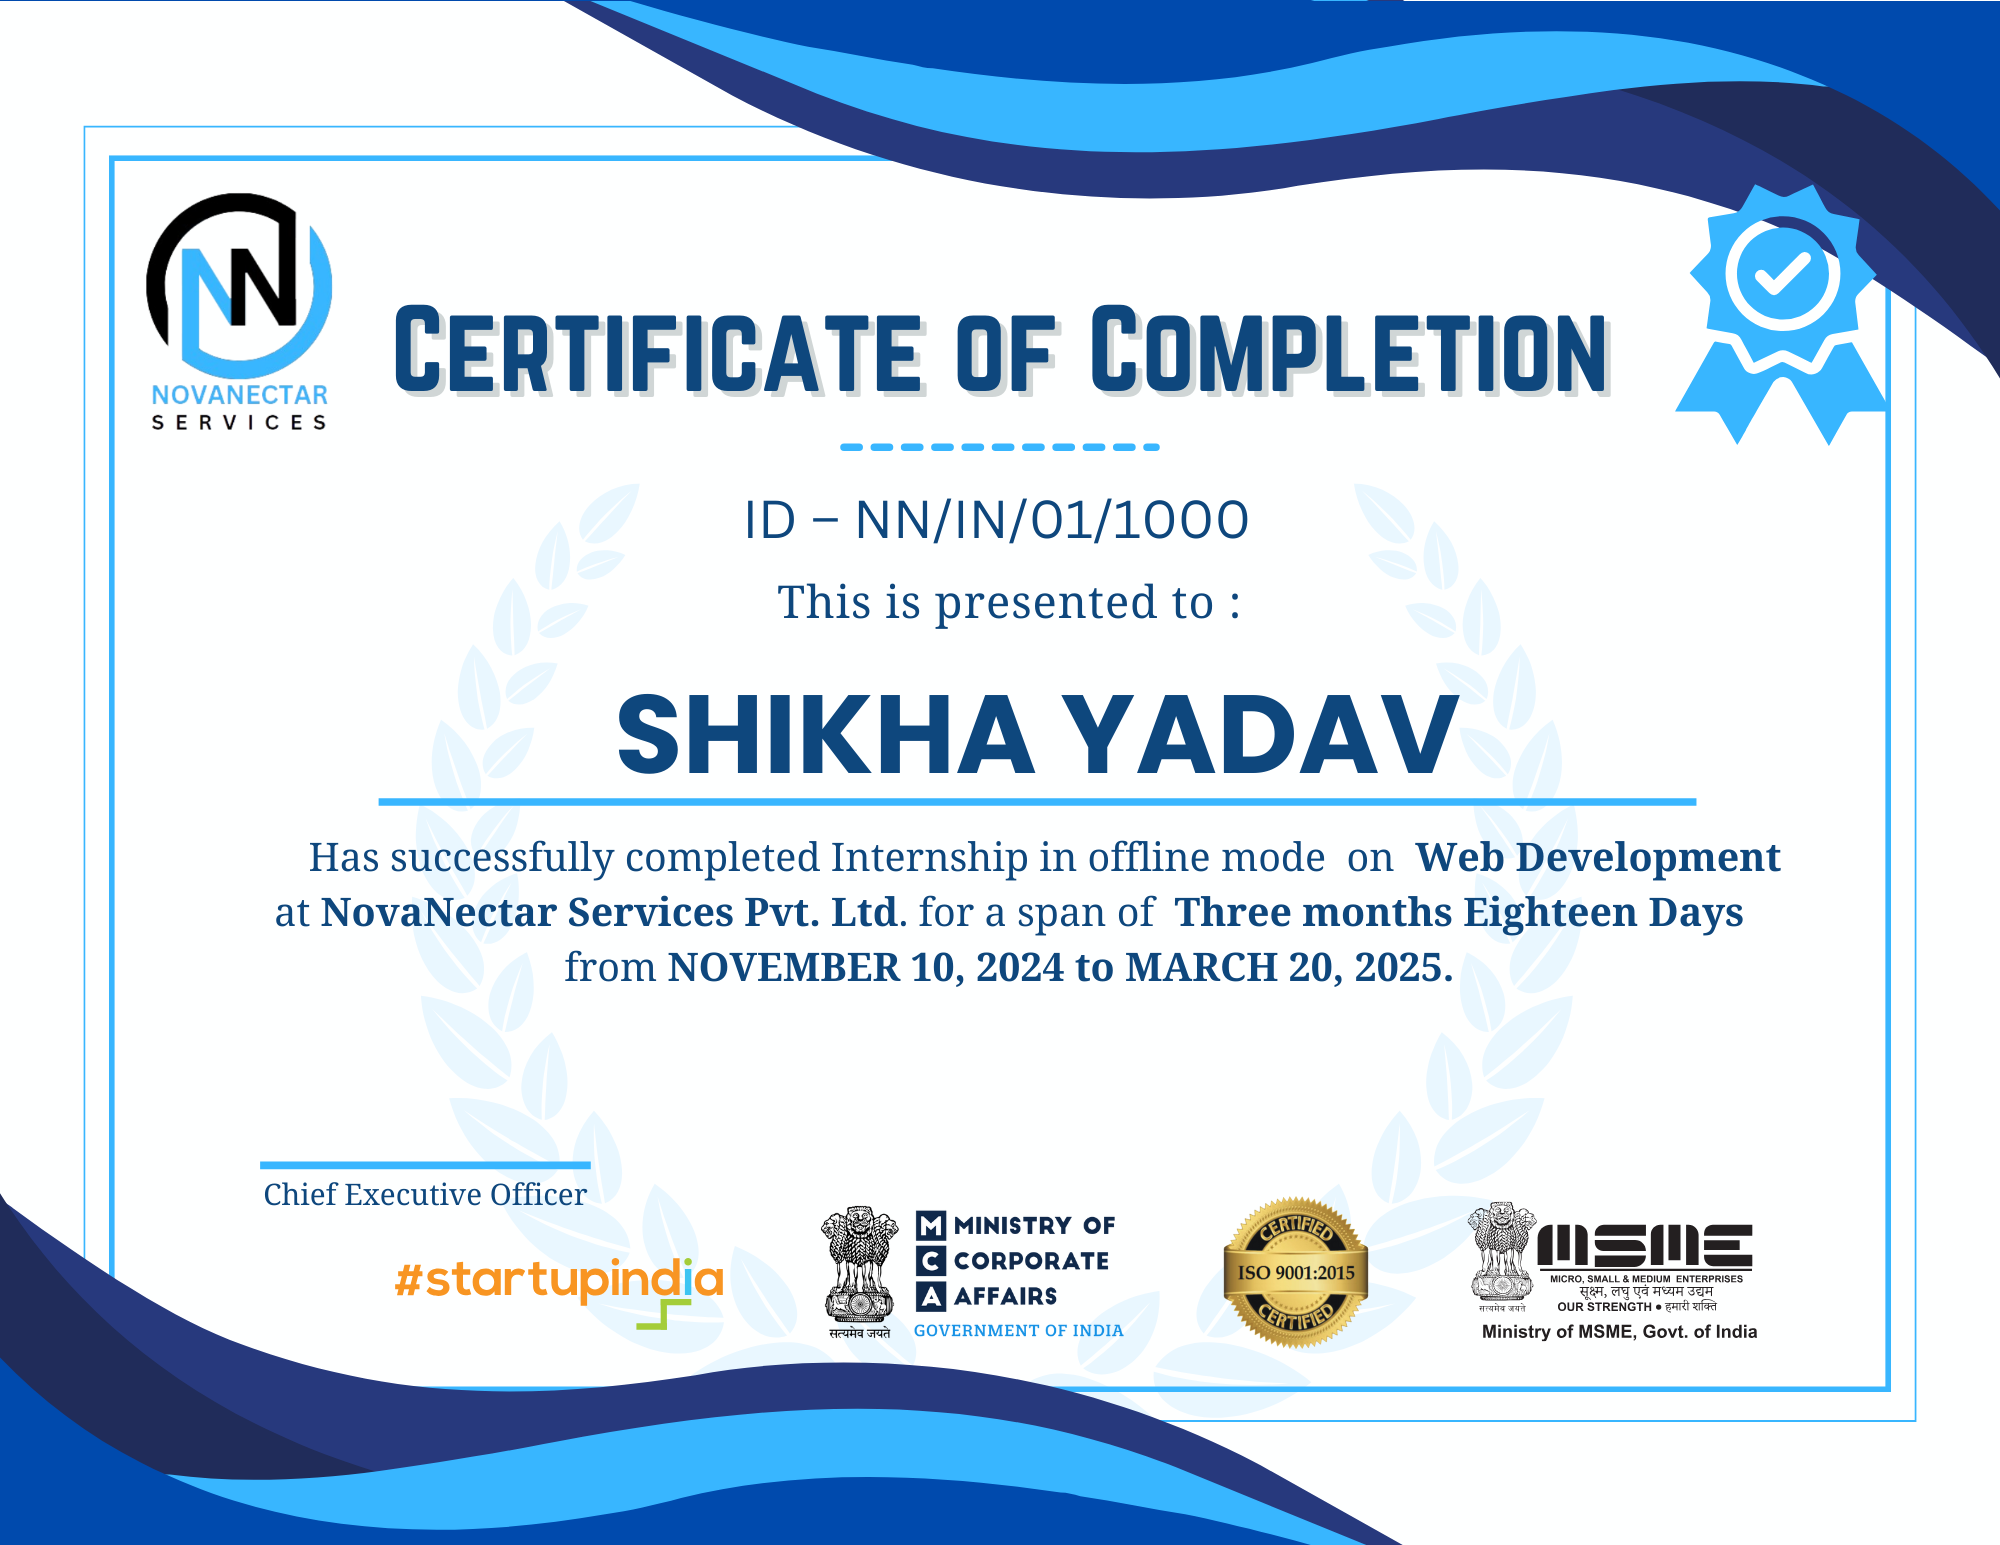 NOVANECTAR
SERVICES
CERTIFICATE OF COMPLETION
ID – NN/IN/01/1000
This is presented to :
SHIKHA YADAV
Has successfully completed Internship in offline mode on Web Development
at NovaNectar Services Pvt. Ltd. for a span of Three months Eighteen Days
from NOVEMBER 10, 2024 to MARCH 20, 2025.
Chief Executive Officer
#startupindia
सत्यमेव जयते
M MINISTRY OF
C CORPORATE
A AFFAIRS
GOVERNMENT OF INDIA
CERTIFIED
ISO 9001:2015
CERTIFIED
सत्यमेव जयते
MSME
MICRO, SMALL & MEDIUM ENTERPRISES
सूक्ष्म, लघु एवं मध्यम उद्यम
OUR STRENGTH ● हमारी शक्ति
Ministry of MSME, Govt. of India